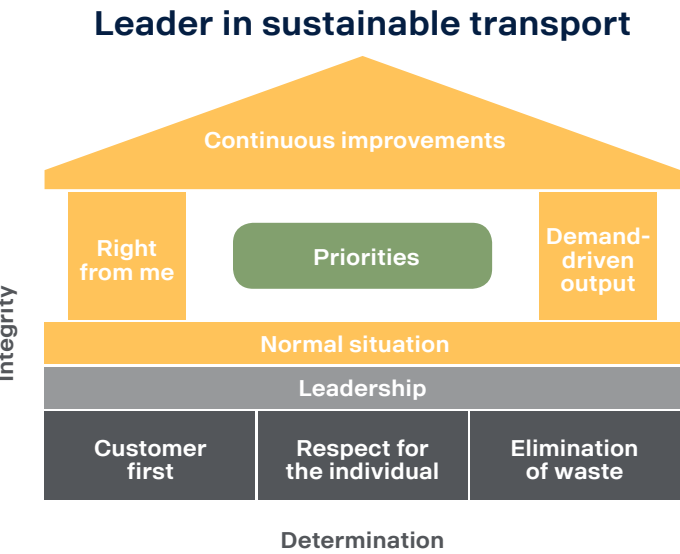 Leader in sustainable transport
Continuous improvements
Right
from me
Priorities
Demand-
driven
output
Normal situation
Integrity
Leadership
Customer
first
Respect for
the individual
Elimination
of waste
Determination